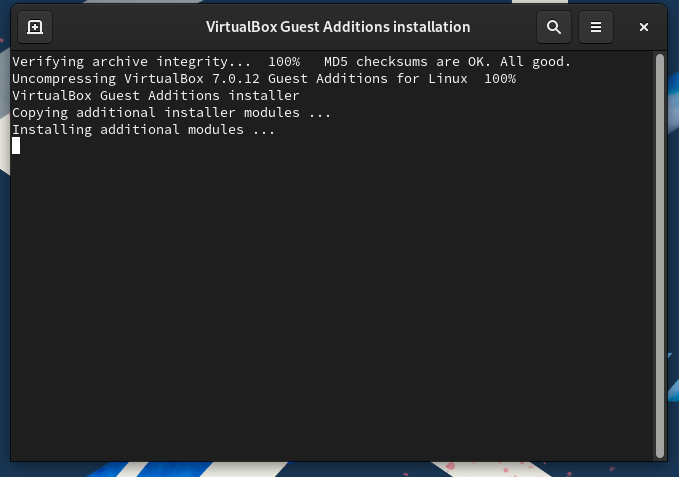 VirtualBox Guest Additions installation
Verifying archive integrity...  100%   MD5 checksums are OK. All good.
Uncompressing VirtualBox 7.0.12 Guest Additions for Linux  100%
VirtualBox Guest Additions installer
Copying additional installer modules ...
Installing additional modules ...